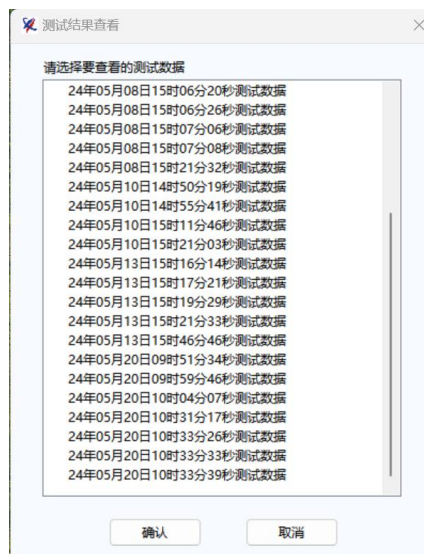 测试结果查看
请选择要查看的测试数据
24年05月08日15时06分20秒测试数据
24年05月08日15时06分26秒测试数据
24年05月08日15时07分06秒测试数据
24年05月08日15时07分08秒测试数据
24年05月08日15时21分32秒测试数据
24年05月10日14时50分19秒测试数据
24年05月10日14时55分41秒测试数据
24年05月10日15时11分46秒测试数据
24年05月10日15时21分03秒测试数据
24年05月13日15时16分14秒测试数据
24年05月13日15时17分21秒测试数据
24年05月13日15时19分29秒测试数据
24年05月13日15时21分33秒测试数据
24年05月13日15时46分46秒测试数据
24年05月20日09时51分34秒测试数据
24年05月20日09时59分46秒测试数据
24年05月20日10时04分07秒测试数据
24年05月20日10时31分17秒测试数据
24年05月20日10时33分26秒测试数据
24年05月20日10时33分33秒测试数据
24年05月20日10时33分39秒测试数据
确认 取消